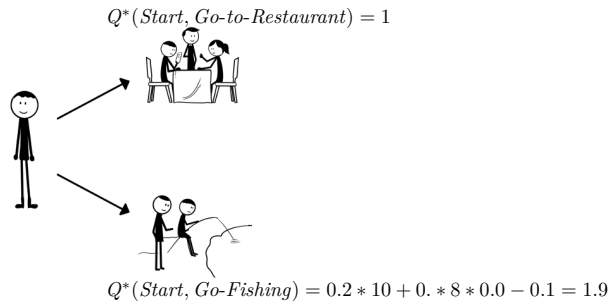 Q*(Start, Go-to-Restaurant) = 1
Q*(Start, Go-Fishing) = 0.2 * 10 + 0. * 8 * 0.0 − 0.1 = 1.9